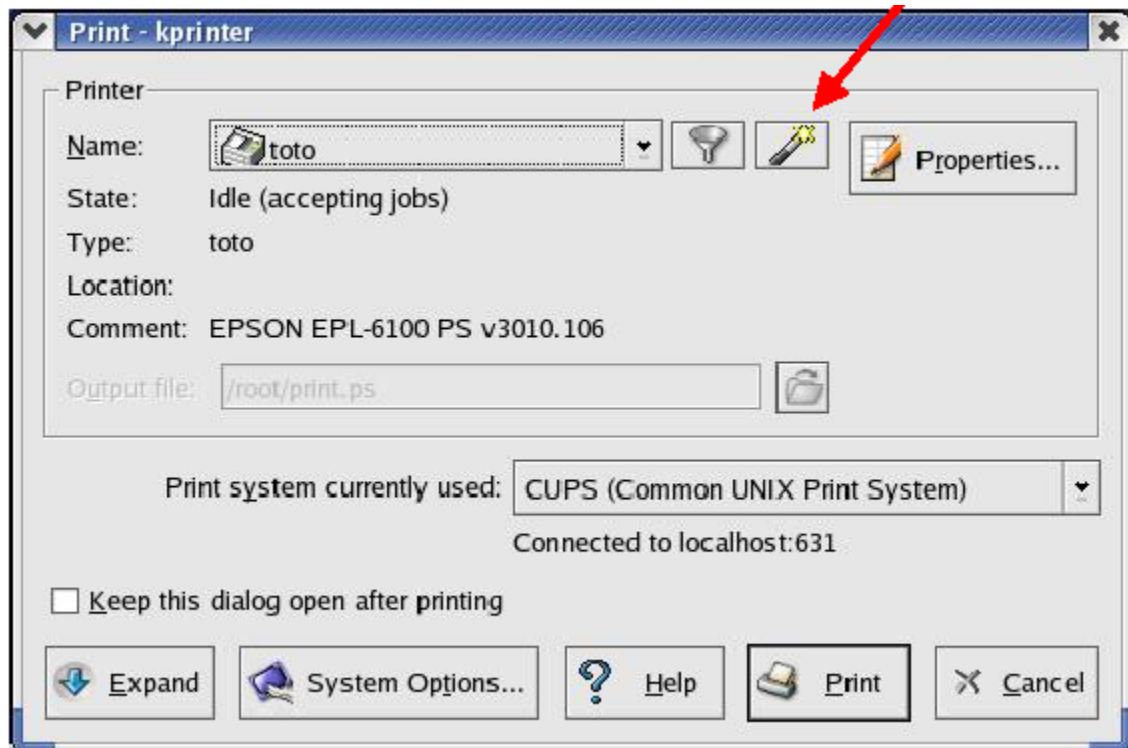 Print - kprinter
Printer
Name: toto Properties...
State: Idle (accepting jobs)
Type: toto
Location:
Comment: EPSON EPL-6100 PS v3010.106
Output file: /root/print.ps
Print system currently used: CUPS (Common UNIX Print System)
Connected to localhost:631
Keep this dialog open after printing
Expand System Options... Help Print Cancel